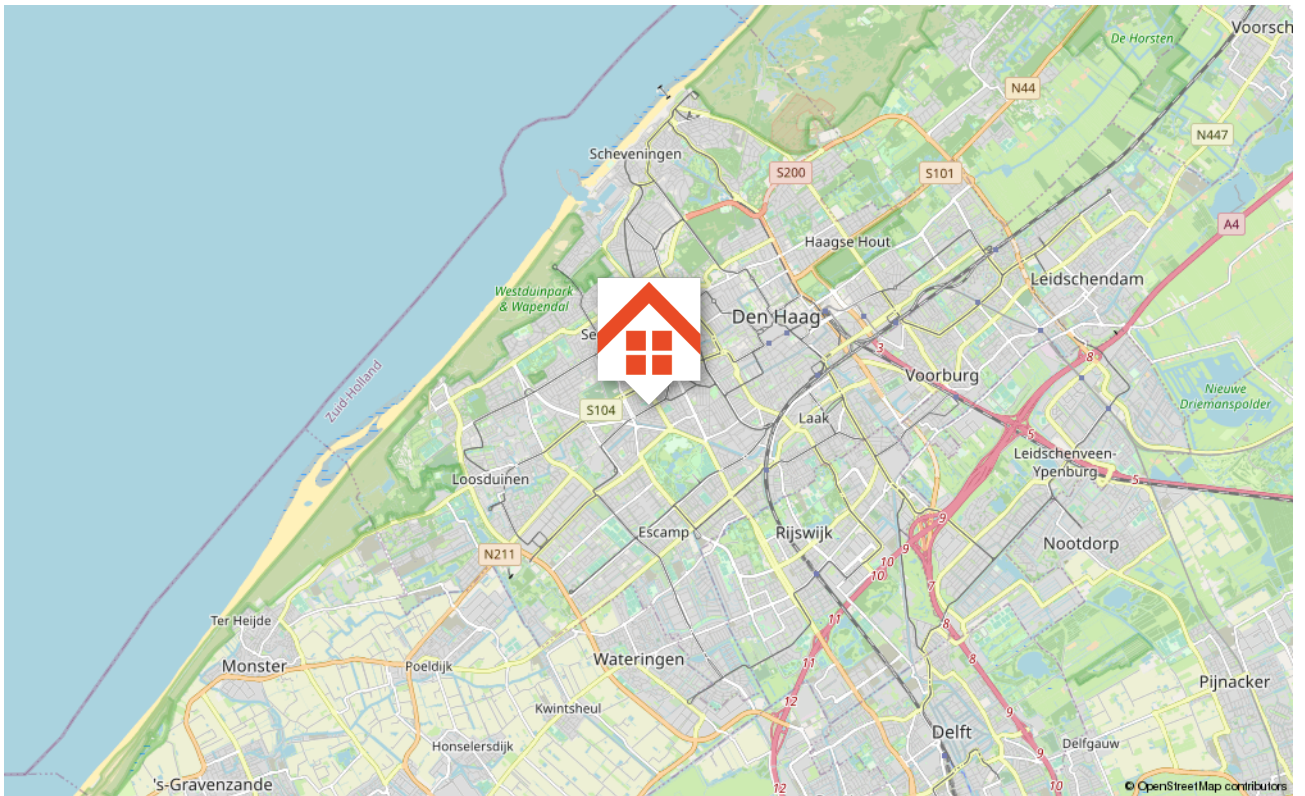 Voorsch
De Horsten
N44
N447
Scheveningen
S200
S101
A4
Haagse Hout
Leidschendam
Westduinpark
& Wapendal
Den Haag
Se
3
8
Voorburg
Zuid-Holland
Nieuwe
Driemanspolder
S104
Laak
5
Leidschenveen-
Ypenburg
5
Loosduinen
9
Escamp
Rijswijk
Nootdorp
N211
9
10
10
7
Ter Heijde
11
8
Monster
Poeldijk
Wateringen
11
8
Pijnacker
12
Kwintsheul
9
Delft
Honselersdijk
Delfgauw
9
's-Gravenzande
12
10
© OpenStreetMap contributors